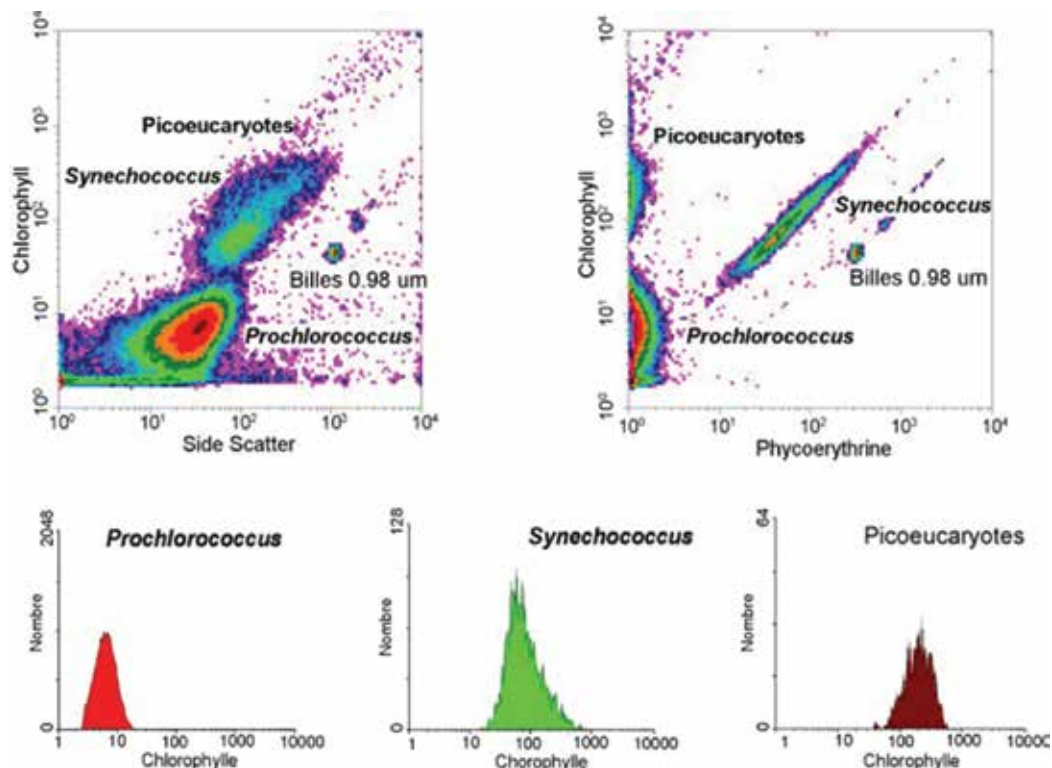 10⁴
10³
10²
10¹
10⁰
Chlorophyll
Picoeucaryotes
Synechococcus
Billes 0.98 um
Prochlorococcus
10⁰ 10¹ 10² 10³ 10⁴
Side Scatter
10⁴
10³
10²
10¹
10⁰
Chlorophyll
Picoeucaryotes
Synechococcus
Billes 0.98 um
Prochlorococcus
10⁰ 10¹ 10² 10³ 10⁴
Phycoerythrine
2048
Nombre
0
Prochlorococcus
1 10 100 1000 10000
Chlorophylle
128
Nombre
0
Synechococcus
1 10 100 1000 10000
Chorophylle
64
Nombre
0
Picoeucaryotes
1 10 100 1000 10000
Chlorophylle